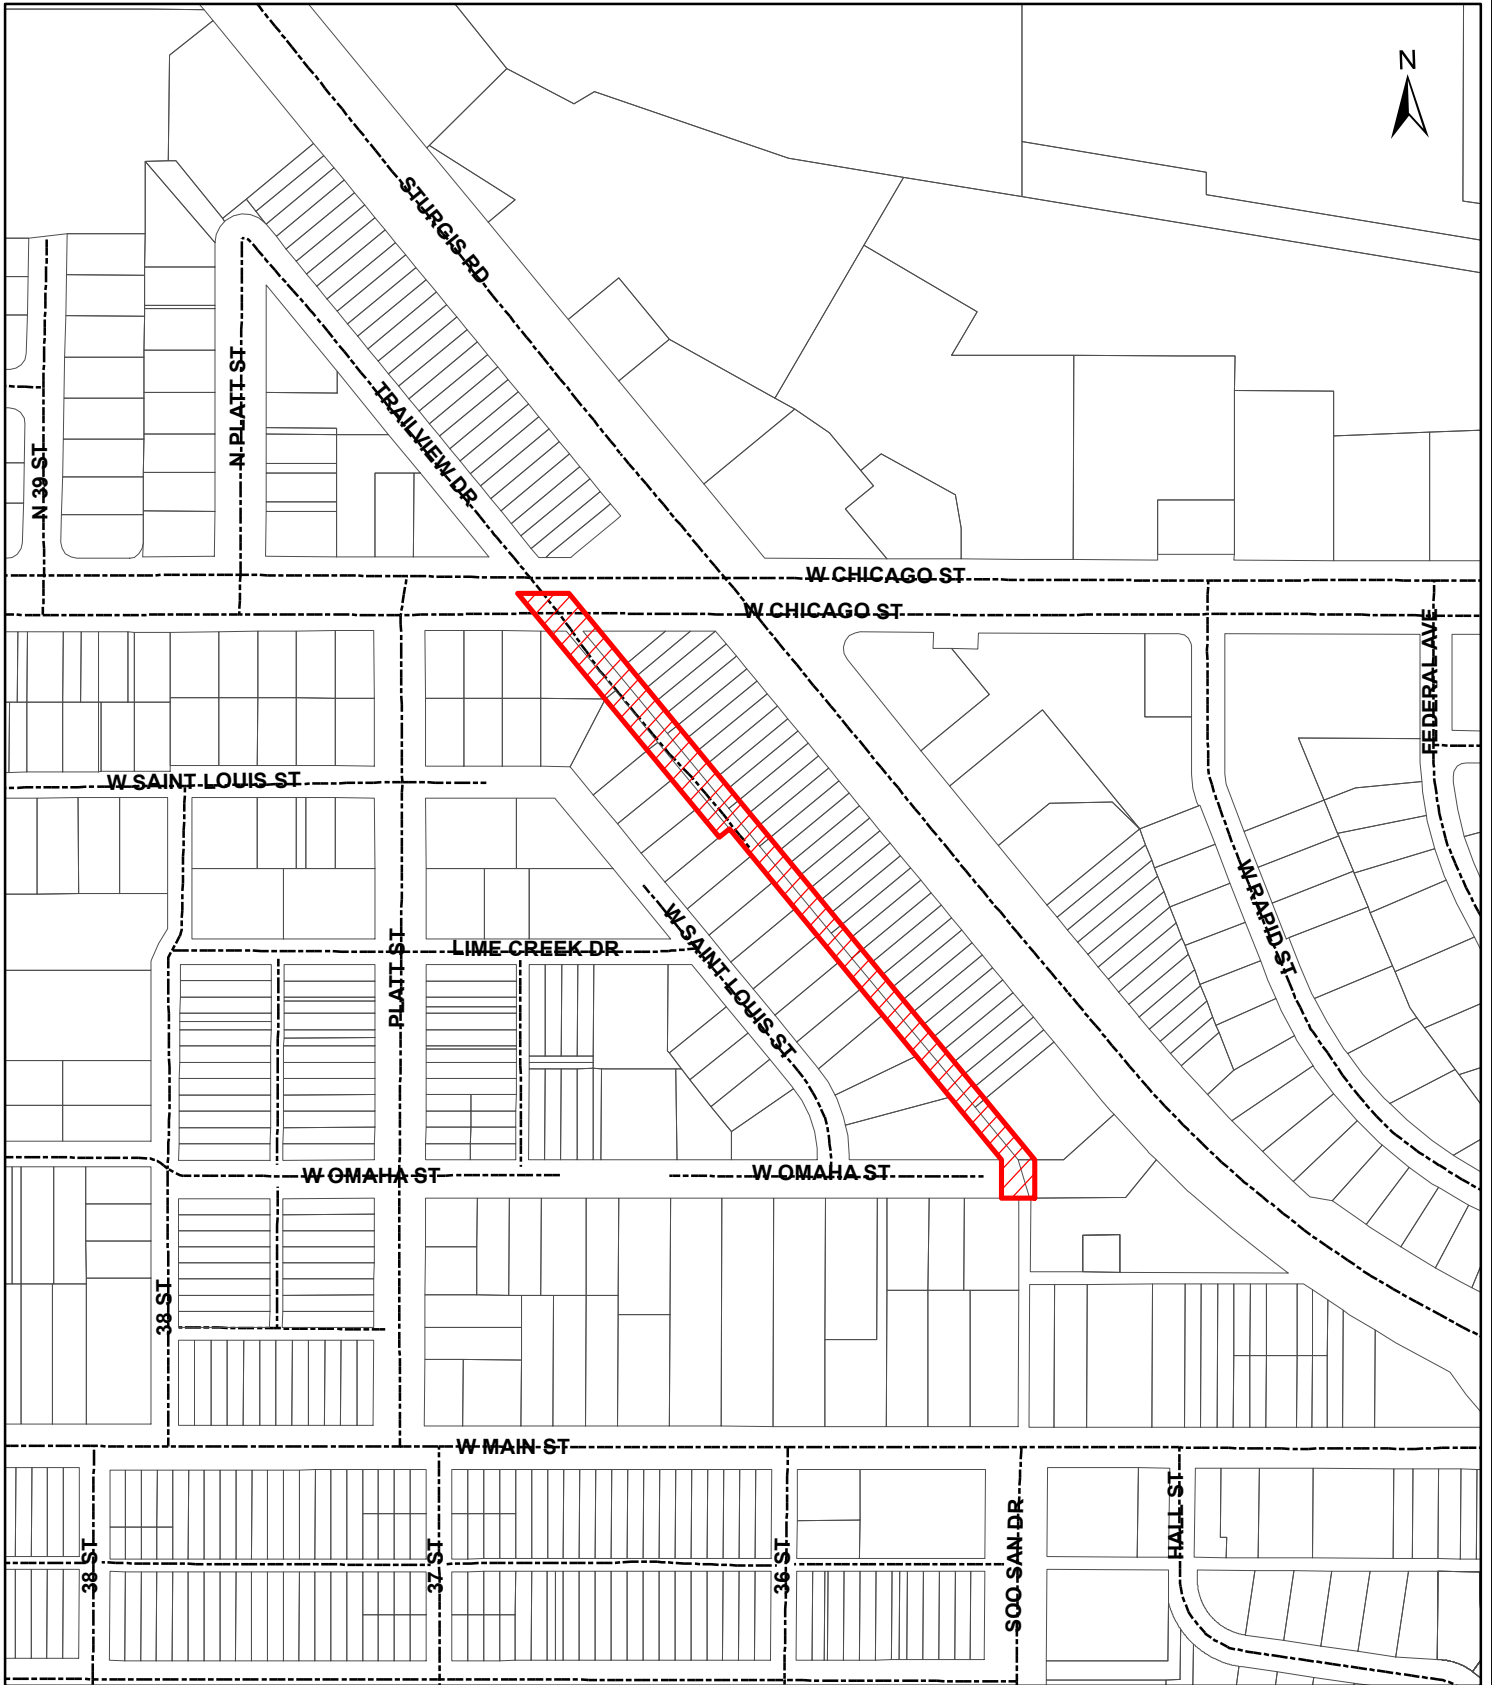 N
STURGIS RD
N PLATT ST
TRAILVIEW DR
N 39 ST
W CHICAGO ST
W CHICAGO ST
FEDERAL AVE
W SAINT LOUIS ST
W RAPID ST
W SAINT LOUIS ST
LIME CREEK DR
PLATT ST
W OMAHA ST
W OMAHA ST
38 ST
W MAIN ST
38 ST
37 ST
36 ST
SOO SAN DR
HALL ST